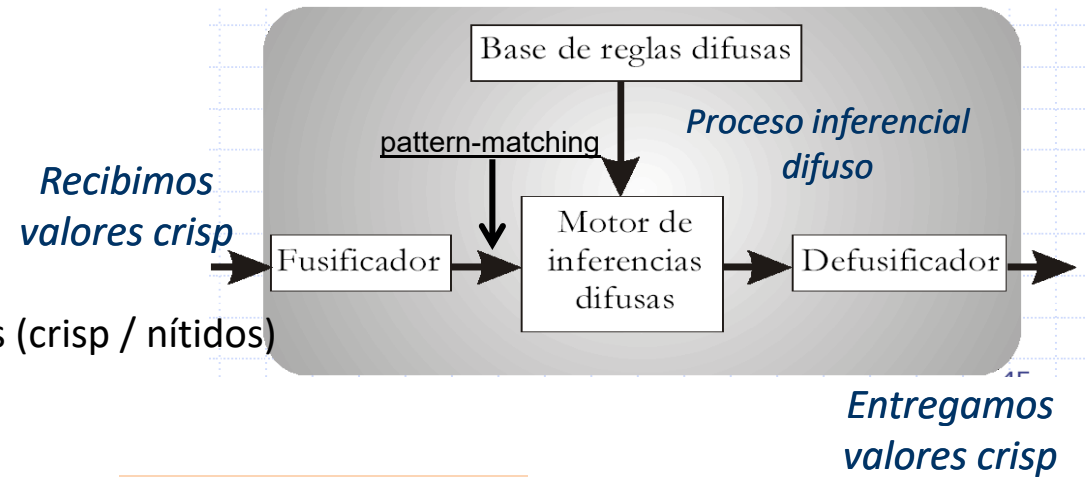 Base de reglas difusas
Proceso inferencial
difuso
pattern-matching
Recibimos
valores crisp
Fusificador
Motor de
inferencias
difusas
Defusificador
s (crisp / nítidos)
Entregamos
valores crisp